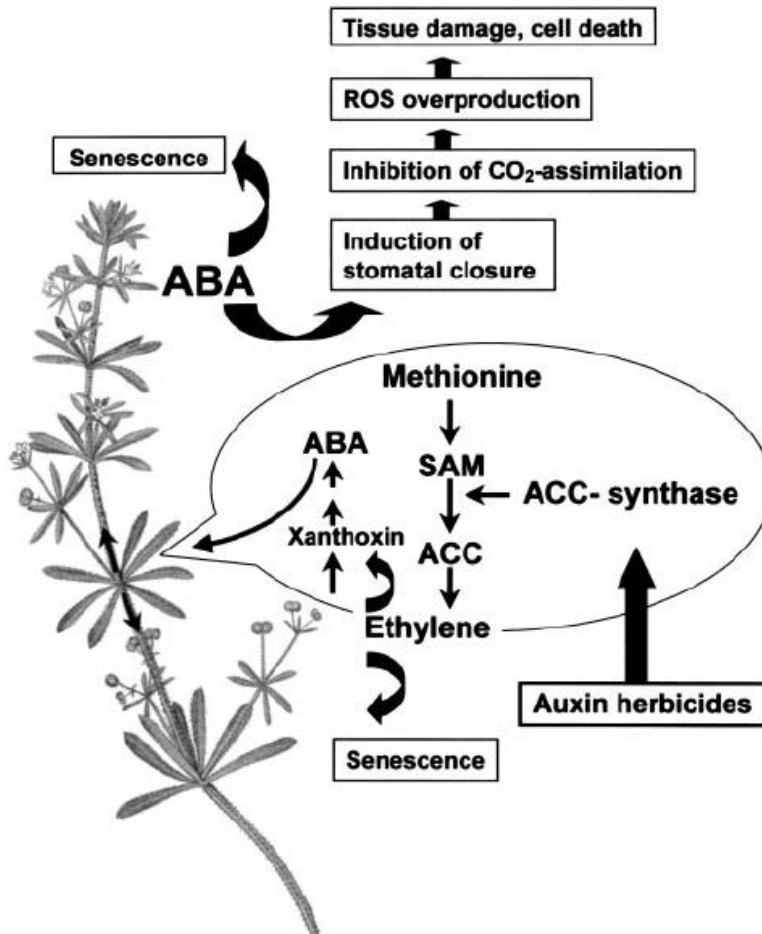 Tissue damage, cell death
ROS overproduction
Senescence
Inhibition of CO₂-assimilation
Induction of
stomatal closure
ABA
Methionine
ABA
SAM
ACC- synthase
Xanthoxin
ACC
Ethylene
Auxin herbicides
Senescence